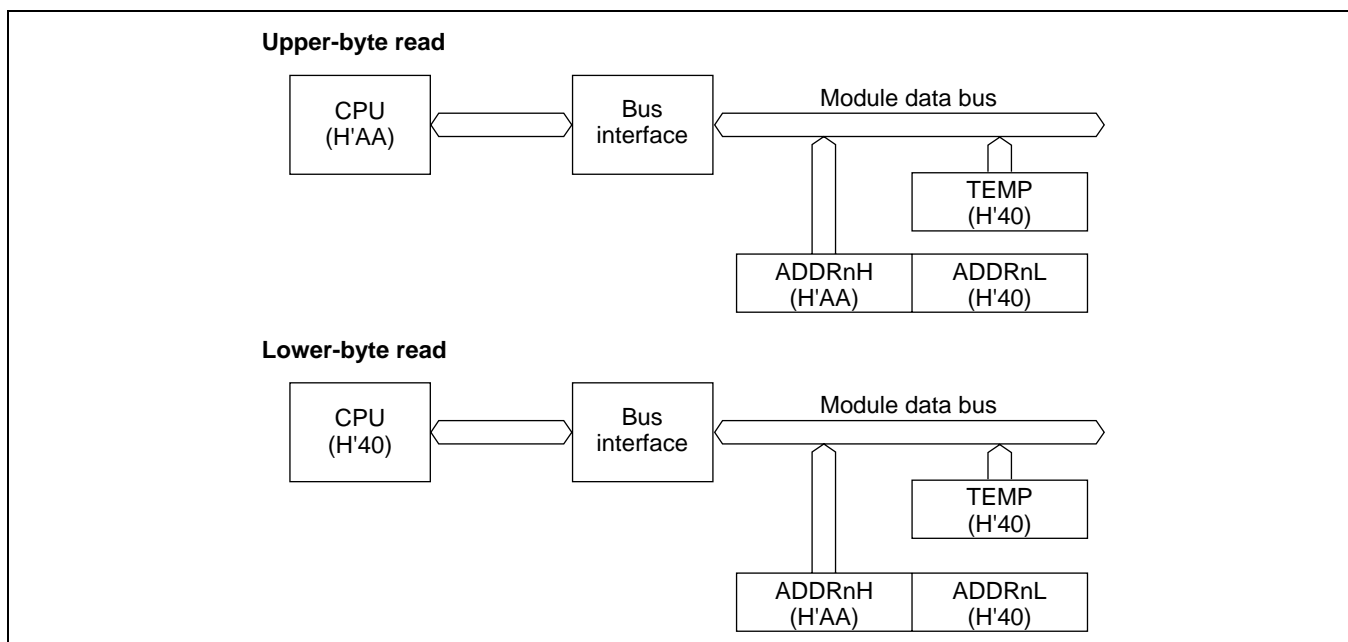 Upper-byte read
CPU
(H'AA)
Bus
interface
Module data bus
TEMP
(H'40)
ADDRnH
(H'AA)
ADDRnL
(H'40)
Lower-byte read
CPU
(H'40)
Bus
interface
Module data bus
TEMP
(H'40)
ADDRnH
(H'AA)
ADDRnL
(H'40)